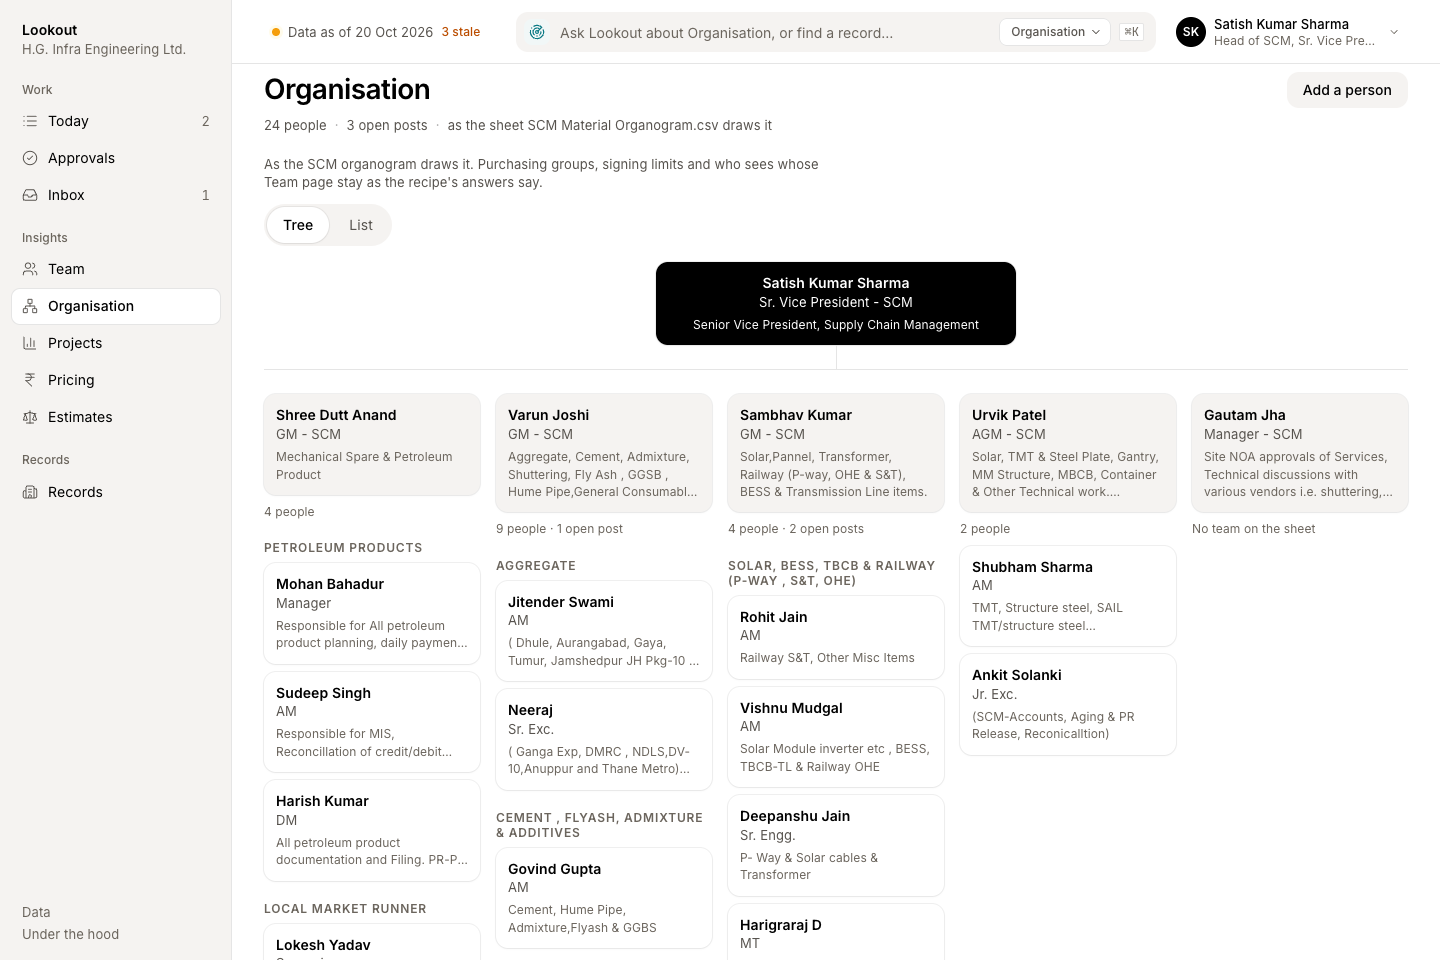 Lookout
H.G. Infra Engineering Ltd.
Work
Today 2
Approvals
Inbox 1
Insights
Team
Organisation
Projects
Pricing
Estimates
Records
Records
Data
Under the hood
Data as of 20 Oct 2026 3 stale
Ask Lookout about Organisation, or find a record...
Organisation
⌘K
SK
Satish Kumar Sharma
Head of SCM, Sr. Vice Pre...
Organisation
Add a person
24 people · 3 open posts · as the sheet SCM Material Organogram.csv draws it
As the SCM organogram draws it. Purchasing groups, signing limits and who sees whose
Team page stay as the recipe's answers say.
Tree List
Satish Kumar Sharma
Sr. Vice President - SCM
Senior Vice President, Supply Chain Management
Shree Dutt Anand
GM - SCM
Mechanical Spare & Petroleum
Product
4 people
PETROLEUM PRODUCTS
Mohan Bahadur
Manager
Responsible for All petroleum
product planning, daily paymen...
Sudeep Singh
AM
Responsible for MIS,
Reconcillation of credit/debit...
Harish Kumar
DM
All petroleum product
documentation and Filing. PR-P...
LOCAL MARKET RUNNER
Lokesh Yadav
Varun Joshi
GM - SCM
Aggregate, Cement, Admixture,
Shuttering, Fly Ash , GGSB ,
Hume Pipe,General Consumabl...
9 people · 1 open post
AGGREGATE
Jitender Swami
AM
( Dhule, Aurangabad, Gaya,
Tumur, Jamshedpur JH Pkg-10 ...
Neeraj
Sr. Exc.
( Ganga Exp, DMRC , NDLS,DV-
10,Anuppur and Thane Metro)...
CEMENT , FLYASH, ADMIXTURE
& ADDITIVES
Govind Gupta
AM
Cement, Hume Pipe,
Admixture,Flyash & GGBS
Sambhav Kumar
GM - SCM
Solar,Pannel, Transformer,
Railway (P-way, OHE & S&T),
BESS & Transmission Line items.
4 people · 2 open posts
SOLAR, BESS, TBCB & RAILWAY
(P-WAY , S&T, OHE)
Rohit Jain
AM
Railway S&T, Other Misc Items
Vishnu Mudgal
AM
Solar Module inverter etc , BESS,
TBCB-TL & Railway OHE
Deepanshu Jain
Sr. Engg.
P- Way & Solar cables &
Transformer
Harigraraj D
MT
Urvik Patel
AGM - SCM
Solar, TMT & Steel Plate, Gantry,
MM Structure, MBCB, Container
& Other Technical work....
2 people
Shubham Sharma
AM
TMT, Structure steel, SAIL
TMT/structure steel...
Ankit Solanki
Jr. Exc.
(SCM-Accounts, Aging & PR
Release, Reconicalltion)
Gautam Jha
Manager - SCM
Site NOA approvals of Services,
Technical discussions with
various vendors i.e. shuttering,...
No team on the sheet